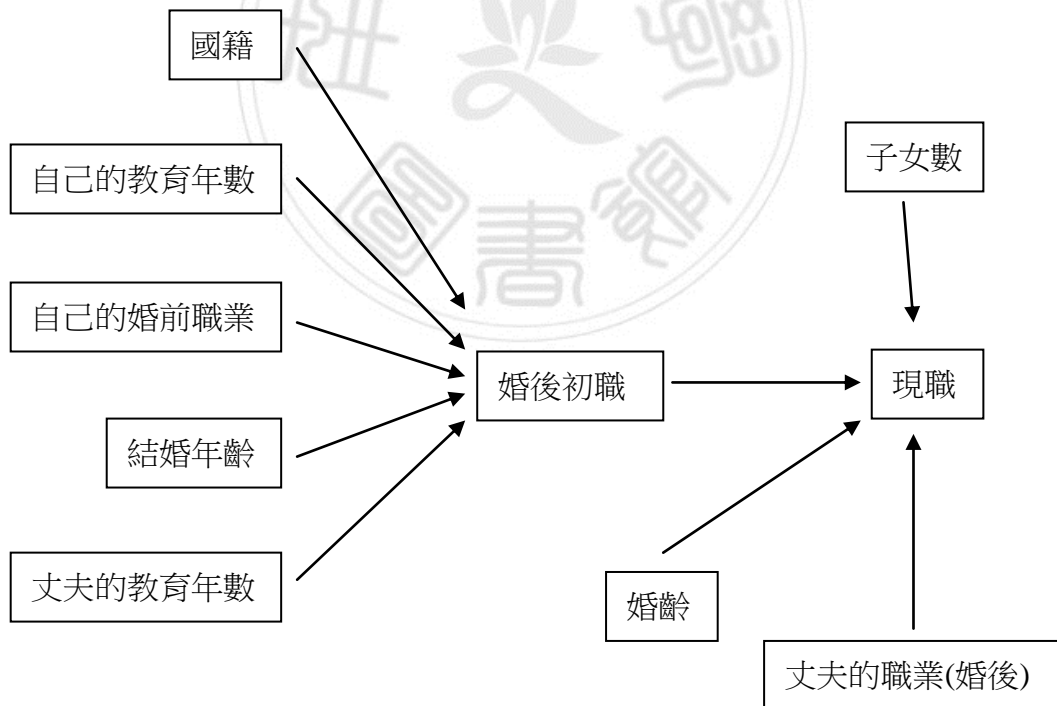 國籍
自己的教育年數
自己的婚前職業
結婚年齡
丈夫的教育年數
婚後初職
子女數
現職
婚齡
丈夫的職業(婚後)